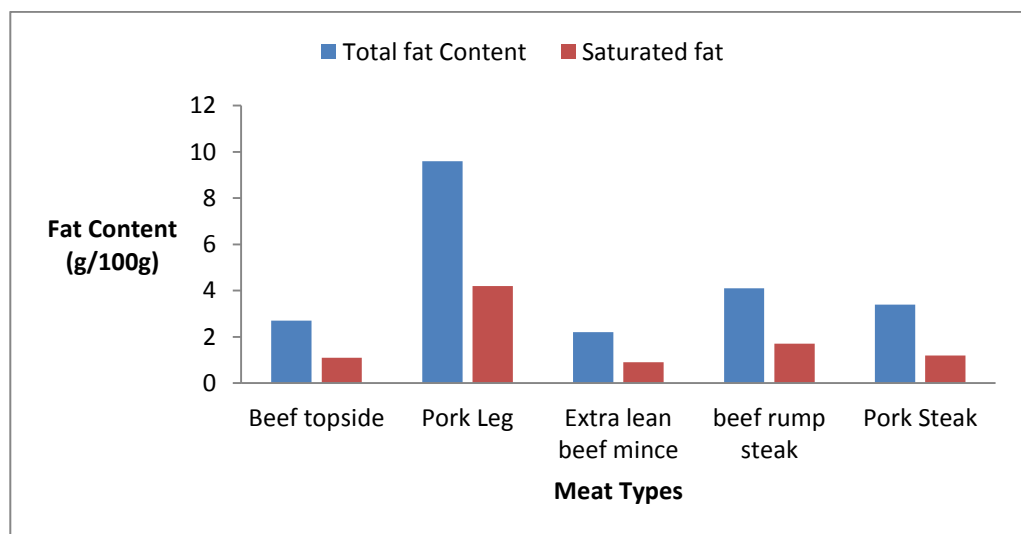 Total fat Content
Saturated fat
12
10
8
6
4
2
0
Fat Content
(g/100g)
Beef topside
Pork Leg
Extra lean
beef mince
beef rump
steak
Pork Steak
Meat Types